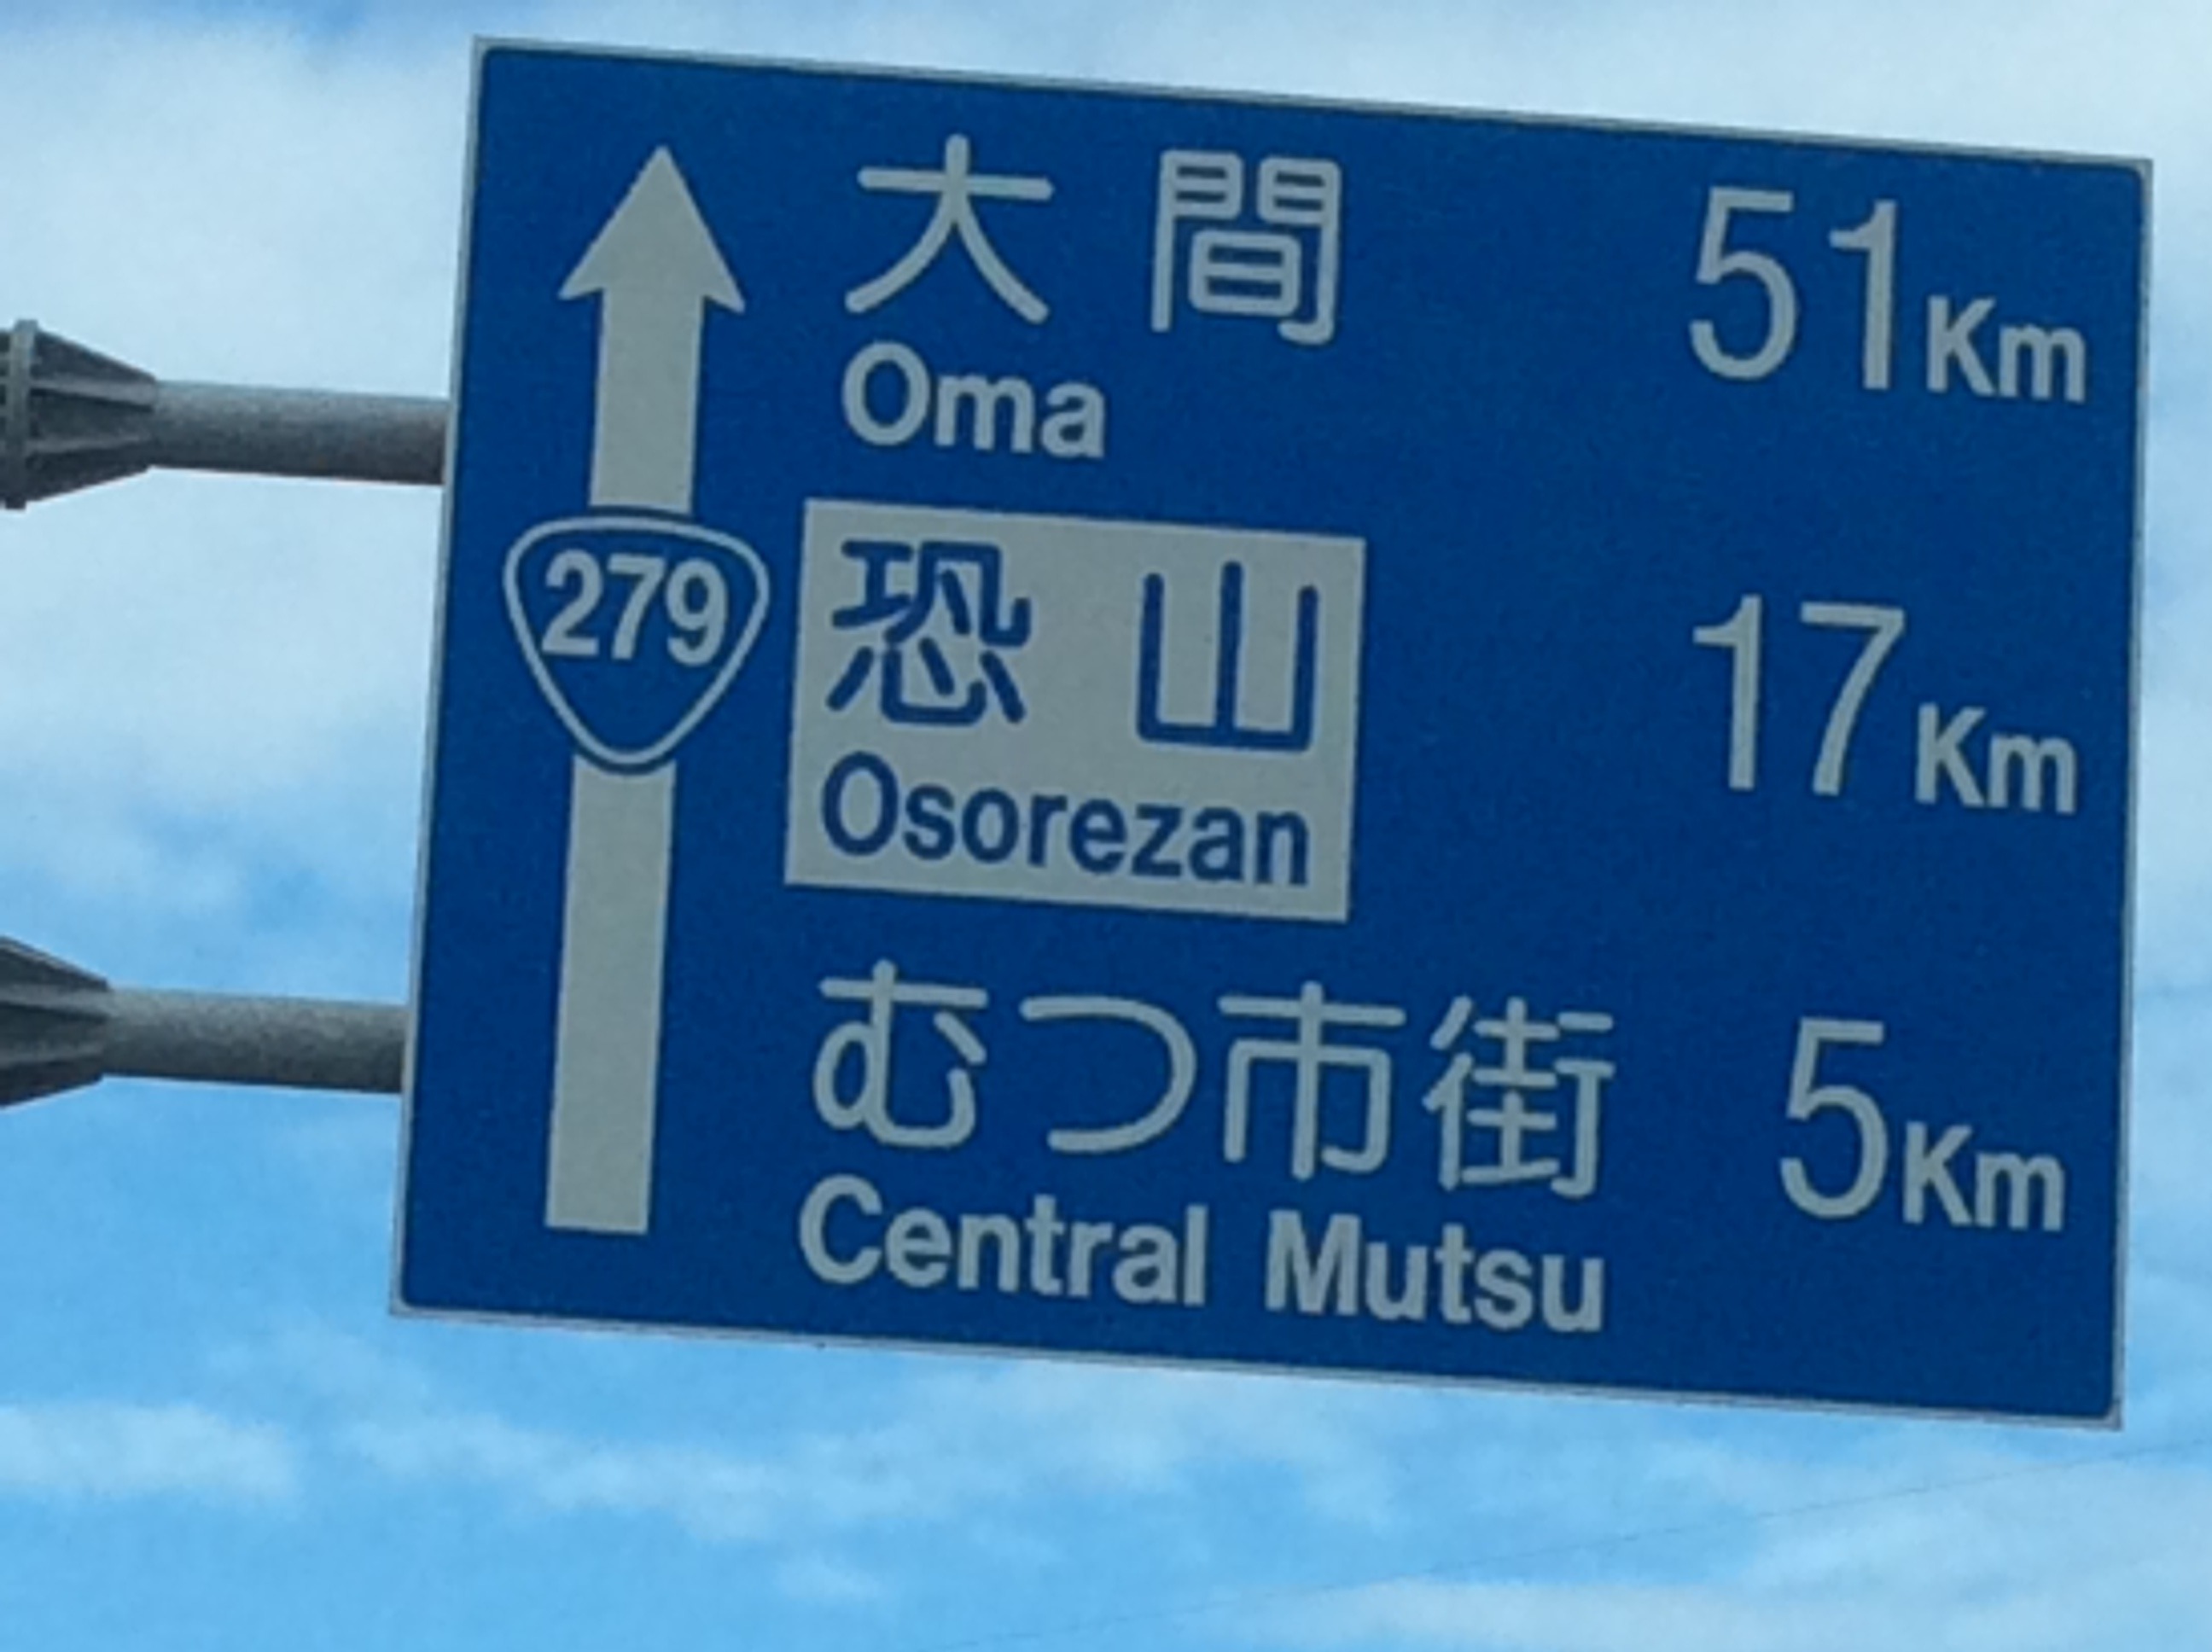 大間 51Km
Oma
279
恐山 17Km
Osorezan
むつ市街 5Km
Central Mutsu